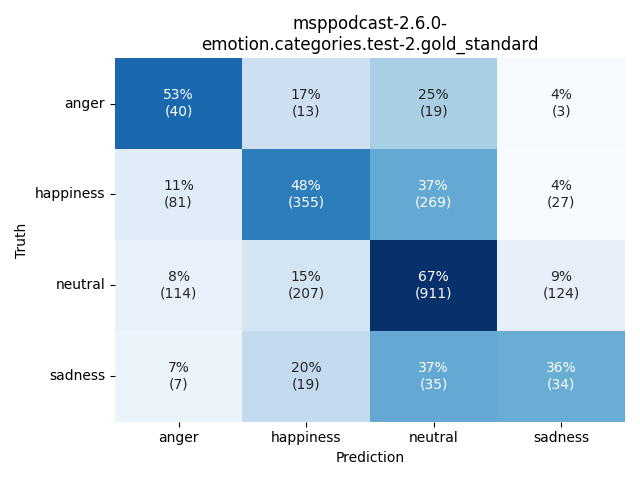 msppodcast-2.6.0-
emotion.categories.test-2.gold_standard
Truth
anger
53%
(40)
17%
(13)
25%
(19)
4%
(3)
happiness
11%
(81)
48%
(355)
37%
(269)
4%
(27)
neutral
8%
(114)
15%
(207)
67%
(911)
9%
(124)
sadness
7%
(7)
20%
(19)
37%
(35)
36%
(34)
anger
happiness
neutral
sadness
Prediction